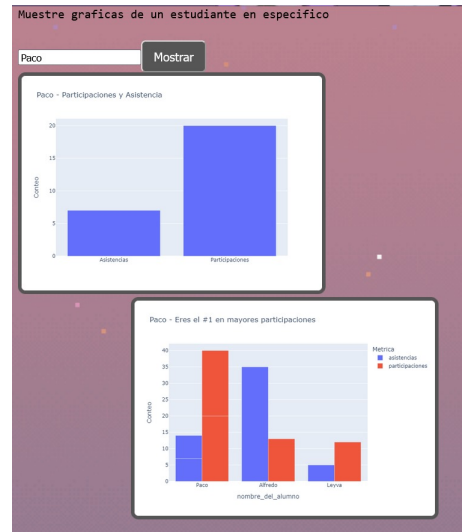 Muestre graficas de un estudiante en especifico
Paco Mostrar
Paco - Participaciones y Asistencia
20
15
10
5
0
Conteo
Asistencias Participaciones
Paco - Eres el #1 en mayores participaciones
Metrica
asistencias
participaciones
40
35
30
25
20
15
10
5
0
Conteo
Paco Alfredo Leyva
nombre_del_alumno